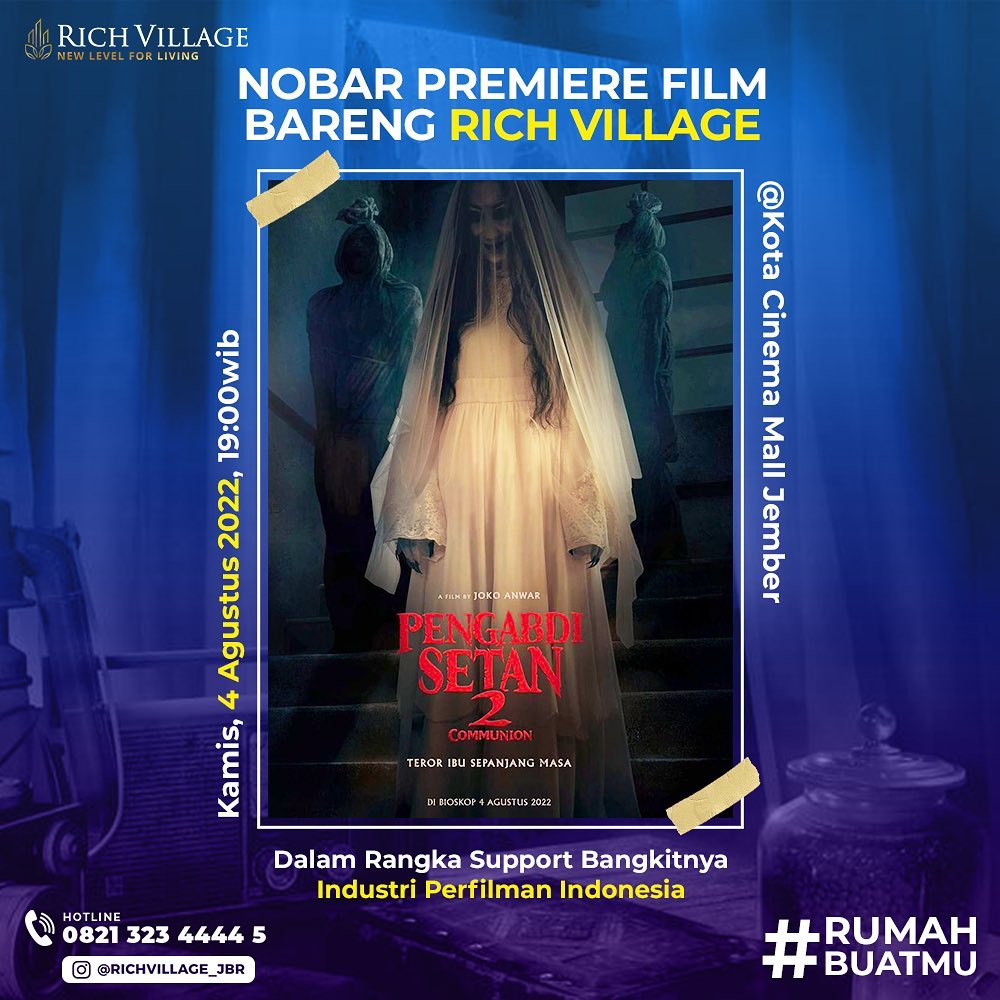 RICH VILLAGE
NEW LEVEL FOR LIVING
NOBAR PREMIERE FILM
BARENG RICH VILLAGE
@Kota Cinema Mall Jember
Kamis, 4 Agustus 2022, 19:00wib
A FILM BY JOKO ANWAR
PENGABDI
SETAN
2
COMMUNION
TEROR IBU SEPANJANG MASA
DI BIOSKOP 4 AGUSTUS 2022
Dalam Rangka Support Bangkitnya
Industri Perfilman Indonesia
HOTLINE
0821 323 4444 5
@RICHVILLAGE_JBR
#RUMAH
BUATMU